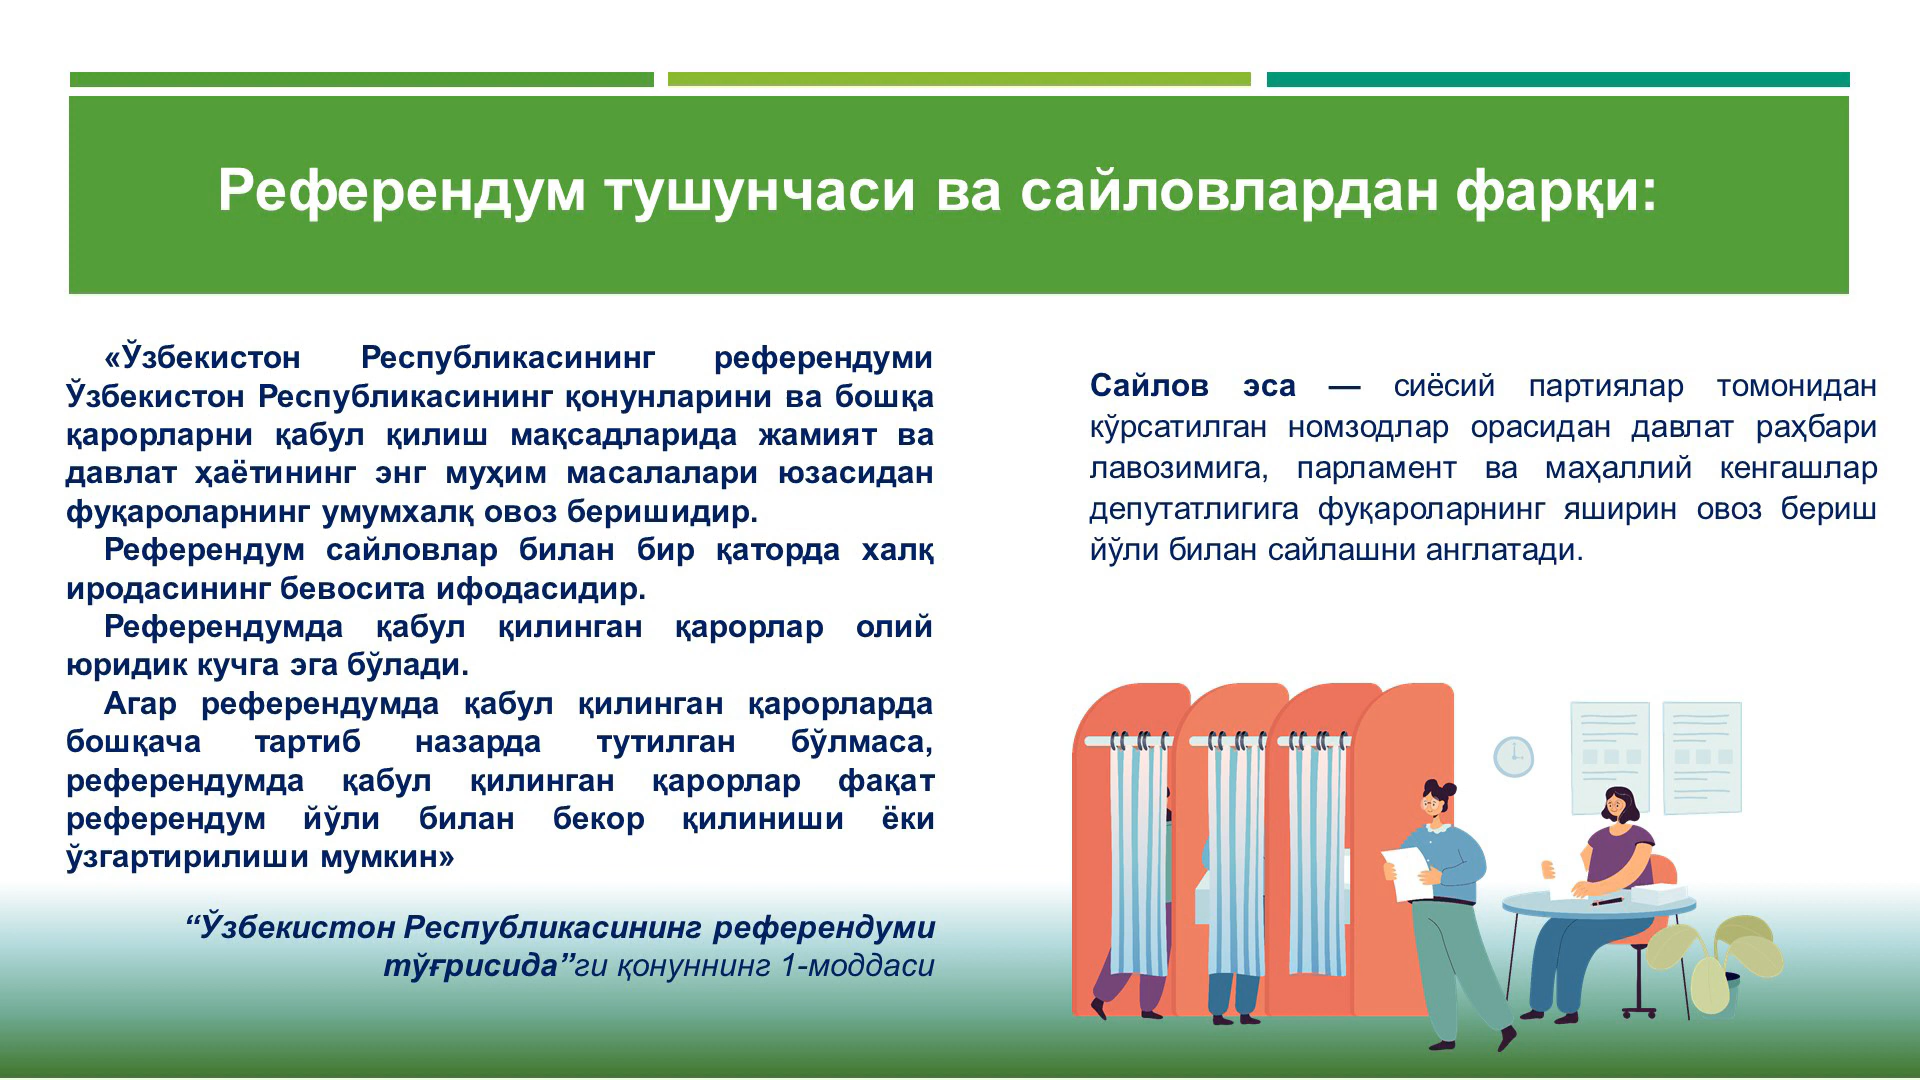 Референдум тушунчаси ва сайловлардан фарқи:
«Ўзбекистон Республикасининг референдуми
Ўзбекистон Республикасининг қонунларини ва бошқа
қарорларни қабул қилиш мақсадларида жамият ва
давлат ҳаётининг энг муҳим масалалари юзасидан
фуқароларнинг умумхалқ овоз беришидир.
Референдум сайловлар билан бир қаторда халқ
иродасининг бевосита ифодасидир.
Референдумда қабул қилинган қарорлар олий
юридик кучга эга бўлади.
Агар референдумда қабул қилинган қарорларда
бошқача тартиб назарда тутилган бўлмаса,
референдумда қабул қилинган қарорлар фақат
референдум йўли билан бекор қилиниши ёки
ўзгартирилиши мумкин»
“Ўзбекистон Республикасининг референдуми
тўғрисида”ги қонуннинг 1-моддаси
Сайлов эса — сиёсий партиялар томонидан
кўрсатилган номзодлар орасидан давлат раҳбари
лавозимига, парламент ва маҳаллий кенгашлар
депутатлигига фуқароларнинг яширин овоз бериш
йўли билан сайлашни англатади.